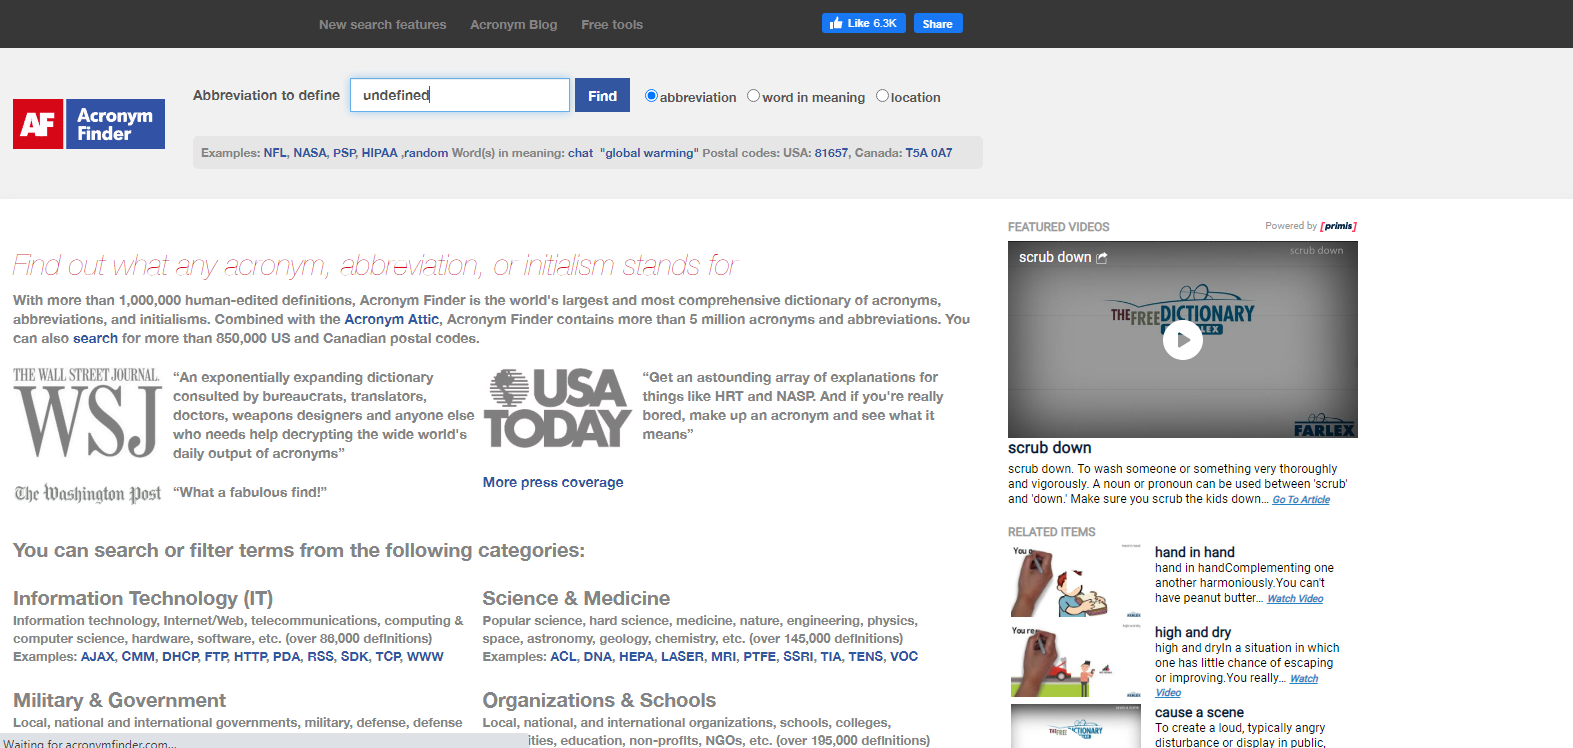 New search features Acronym Blog Free tools
Like 6.3K Share
Abbreviation to define undefined Find abbreviation word in meaning location
AF Acronym Finder
Examples: NFL, NASA, PSP, HIPAA ,random Word(s) in meaning: chat "global warming" Postal codes: USA: 81657, Canada: T5A 0A7
Find out what any acronym, abbreviation, or initialism stands for
With more than 1,000,000 human-edited definitions, Acronym Finder is the world's largest and most comprehensive dictionary of acronyms,
abbreviations, and initialisms. Combined with the Acronym Attic, Acronym Finder contains more than 5 million acronyms and abbreviations. You
can also search for more than 850,000 US and Canadian postal codes.
THE WALL STREET JOURNAL.
WSJ
“An exponentially expanding dictionary
consulted by bureaucrats, translators,
doctors, weapons designers and anyone else
who needs help decrypting the wide world's
daily output of acronyms”
USA
TODAY
“Get an astounding array of explanations for
things like HRT and NASP. And if you're really
bored, make up an acronym and see what it
means”
The Washington Post “What a fabulous find!”
More press coverage
You can search or filter terms from the following categories:
Information Technology (IT)
Information technology, Internet/Web, telecommunications, computing &
computer science, hardware, software, etc. (over 86,000 definitions)
Examples: AJAX, CMM, DHCP, FTP, HTTP, PDA, RSS, SDK, TCP, WWW
Science & Medicine
Popular science, hard science, medicine, nature, engineering, physics,
space, astronomy, geology, chemistry, etc. (over 145,000 definitions)
Examples: ACL, DNA, HEPA, LASER, MRI, PTFE, SSRI, TIA, TENS, VOC
Military & Government
Local, national and international governments, military, defense, defense
Organizations & Schools
Local, national, and international organizations, schools, colleges,
ities, education, non-profits, NGOs, etc. (over 195,000 definitions)
Waiting for acronymfinder.com...
FEATURED VIDEOS Powered by [primis]
scrub down scrub down
THE FREE DICTIONARY
FARLEX
FARLEX
scrub down
scrub down. To wash someone or something very thoroughly
and vigorously. A noun or pronoun can be used between 'scrub'
and 'down.' Make sure you scrub the kids down... Go To Article
RELATED ITEMS
You a
FARLEX
hand in hand
hand in handComplementing one
another harmoniously.You can't
have peanut butter... Watch Video
You're
FARLEX
high and dry
high and dryIn a situation in which
one has little chance of escaping
or improving.You really... Watch
Video
THE FREE DICTIONARY
cause a scene
To create a loud, typically angry
disturbance or display in public,